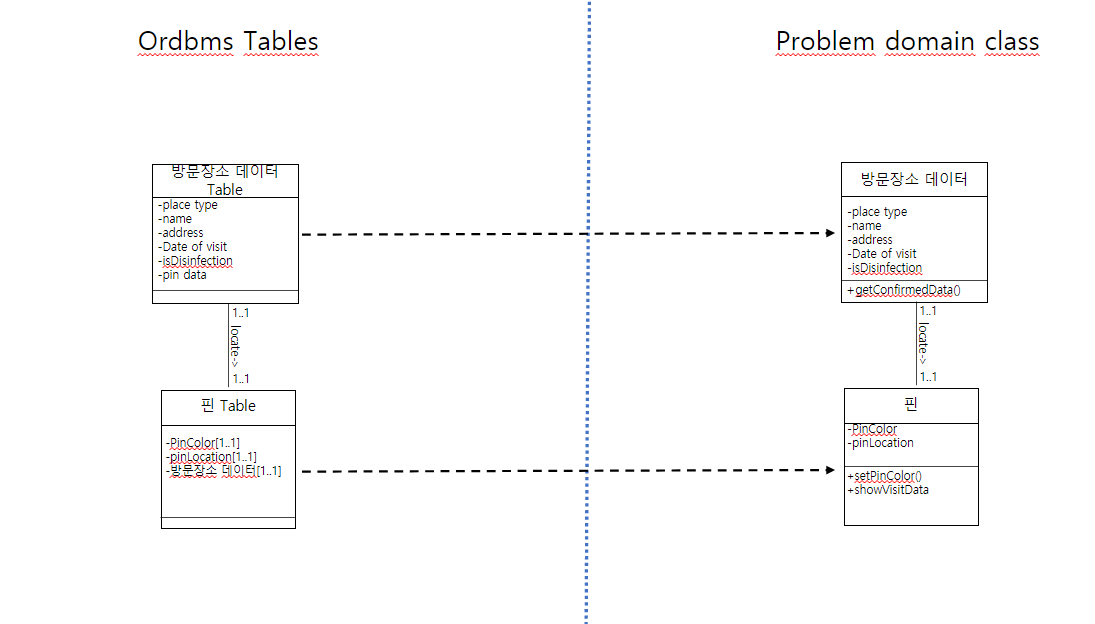 Ordbms Tables
Problem domain class
방문장소 데이터
Table
-place type
-name
-address
-Date of visit
-isDisinfection
-pin data
1..1
locate->
1..1
핀 Table
-PinColor[1..1]
-pinLocation[1..1]
-방문장소 데이터[1..1]
방문장소 데이터
-place type
-name
-address
-Date of visit
-isDisinfection
+getConfirmedData()
1..1
locate->
1..1
핀
-PinColor
-pinLocation
+setPinColor()
+showVisitData